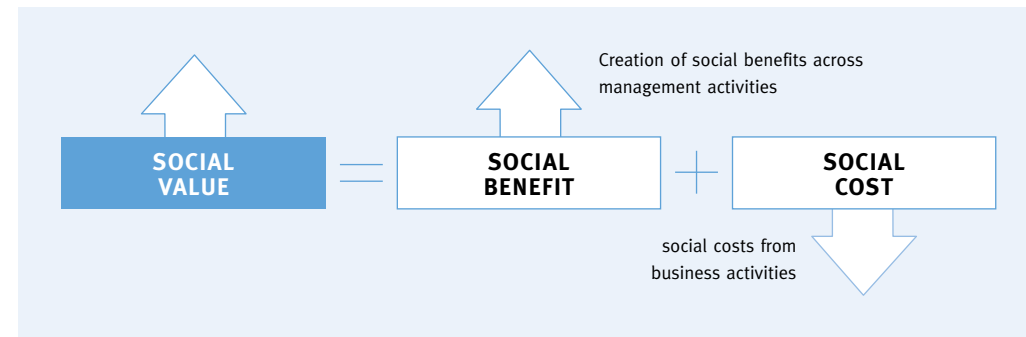 Creation of social benefits across
management activities
SOCIAL
VALUE
=
SOCIAL
BENEFIT
+
SOCIAL
COST
social costs from
business activities